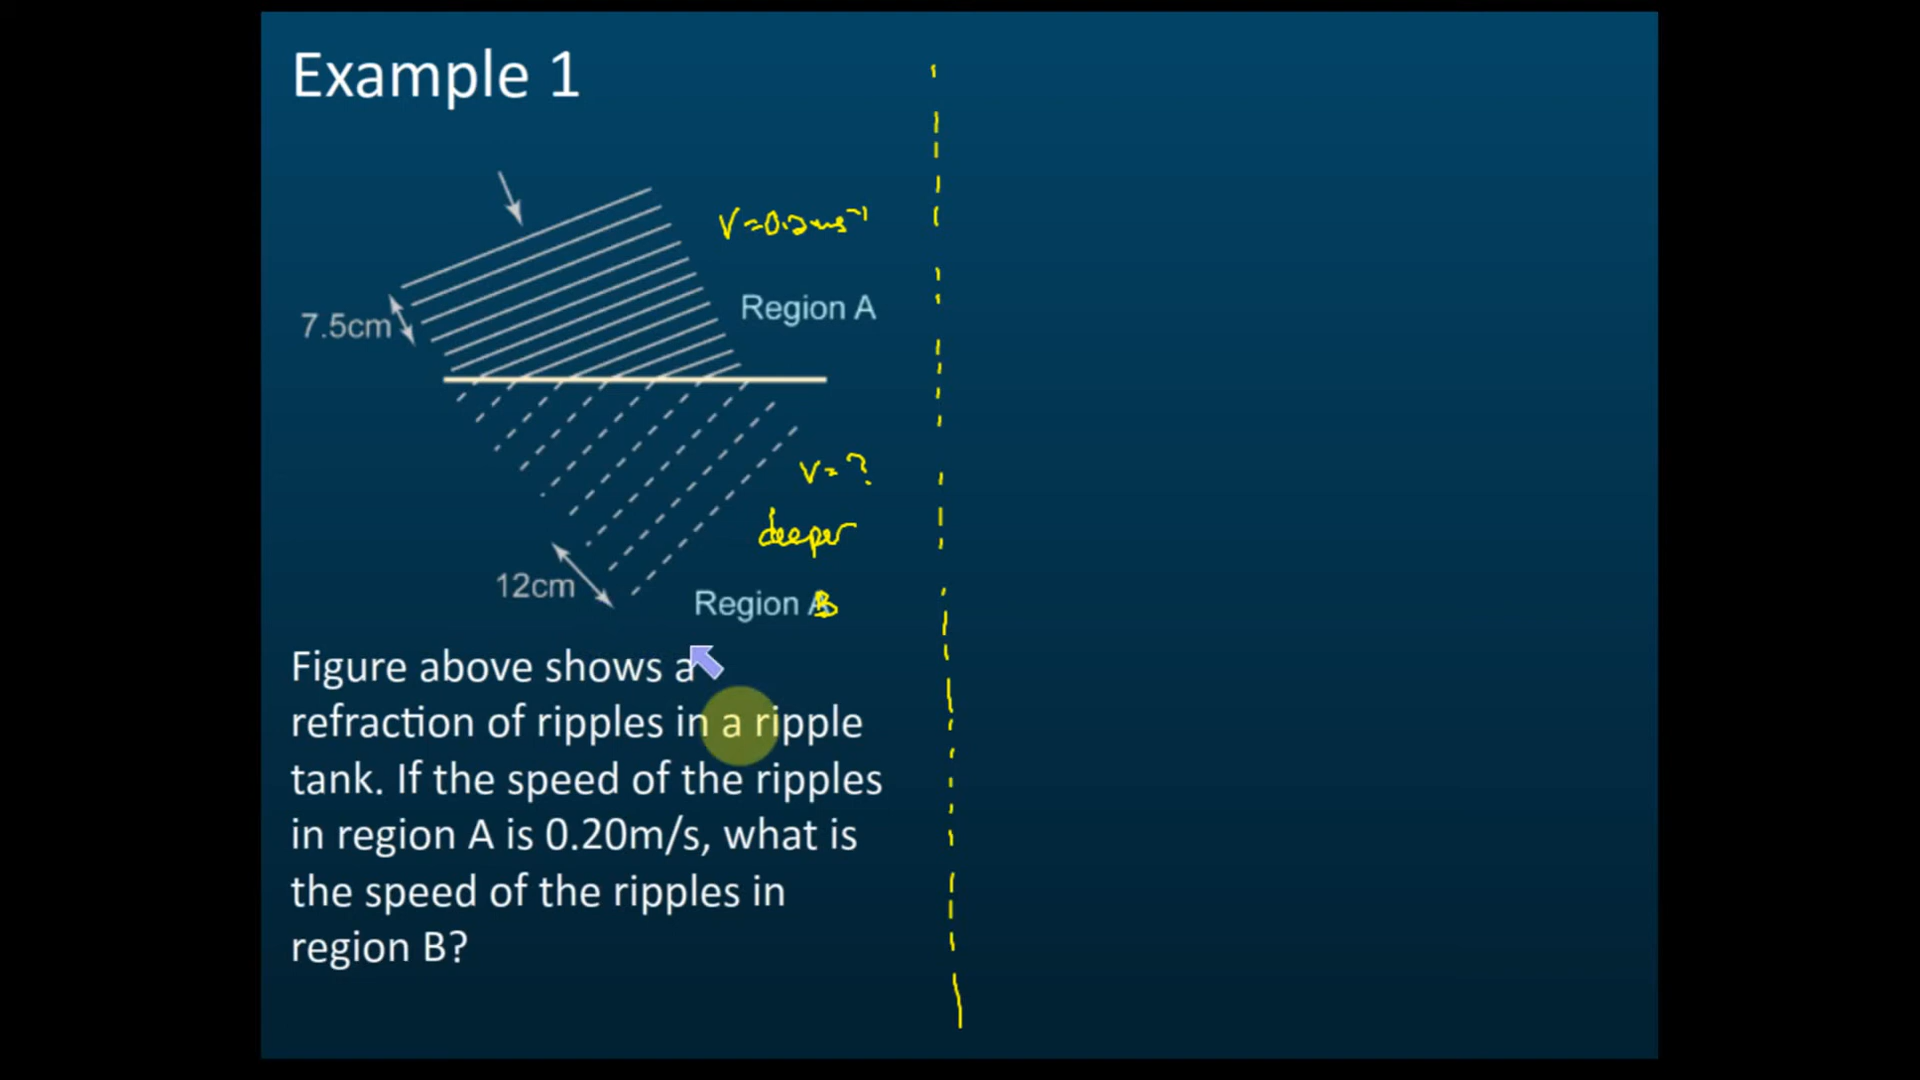 Example 1
V=0.2ms⁻¹
Region A
7.5cm
v=?
deeper
12cm
Region B
Figure above shows a
refraction of ripples in a ripple
tank. If the speed of the ripples
in region A is 0.20m/s, what is
the speed of the ripples in
region B?